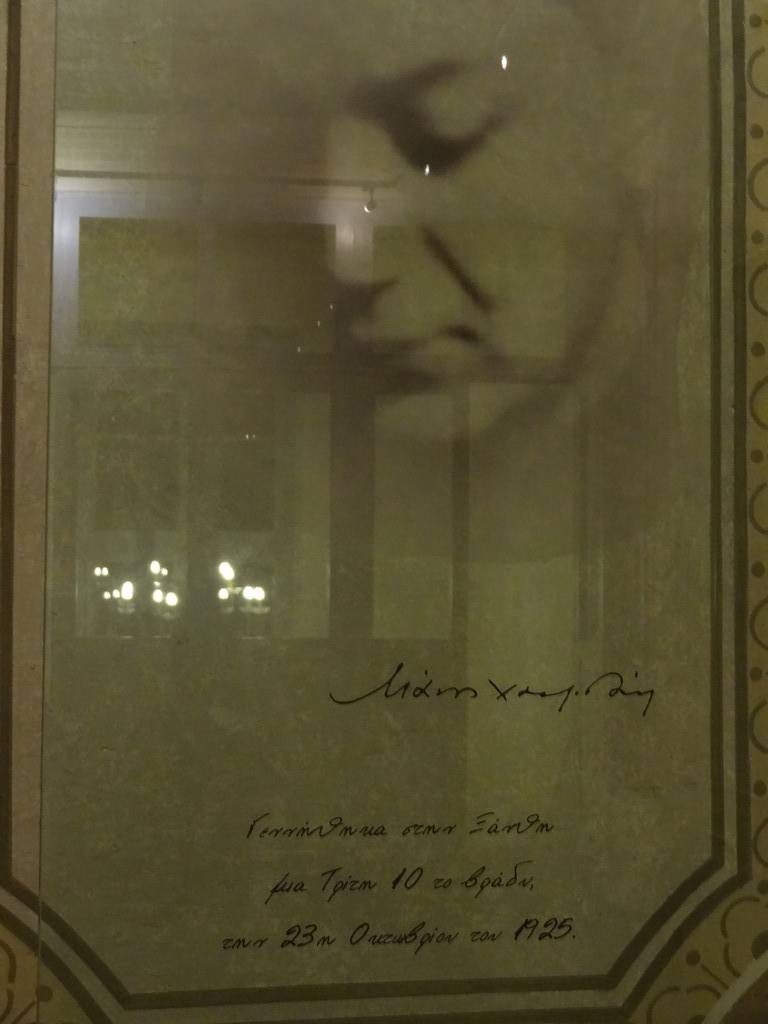 Μάνος Χατζιδάκις
Γεννήθηκα στην Ξάνθη
μια Τρίτη 10 το βράδυ,
την 23η Οκτωβρίου του 1925.